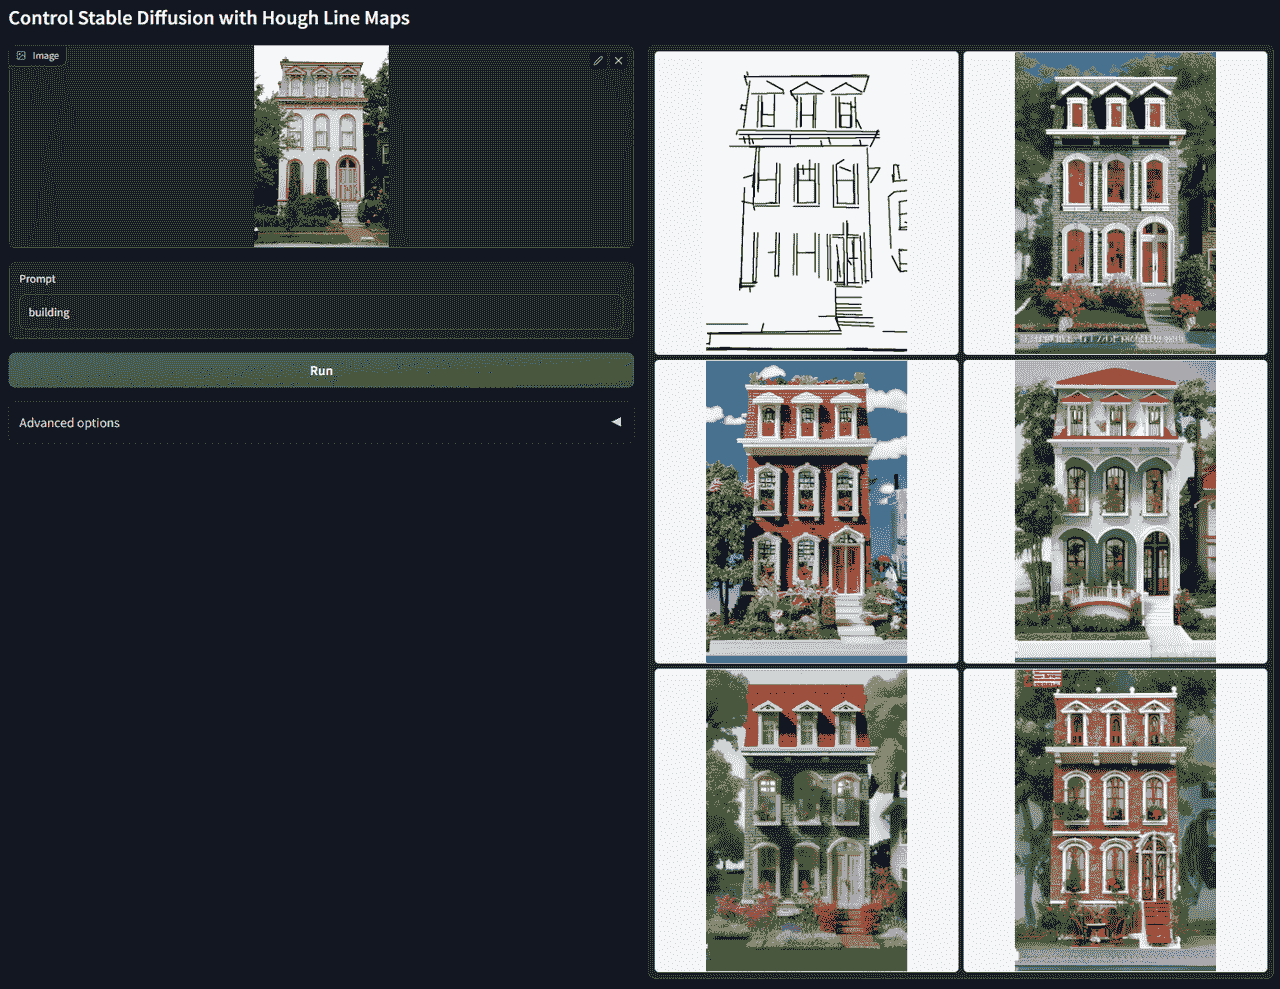 Control Stable Diffusion with Hough Line Maps
Image
Prompt
building
Run
Advanced options